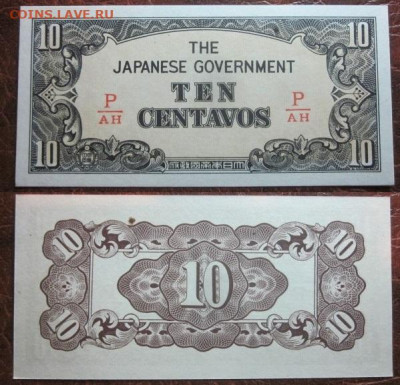 COINS.LAVE.RU
10 10
THE
JAPANESE GOVERNMENT
P TEN P
AH CENTAVOS AH
10 10
10 10
10
10 10